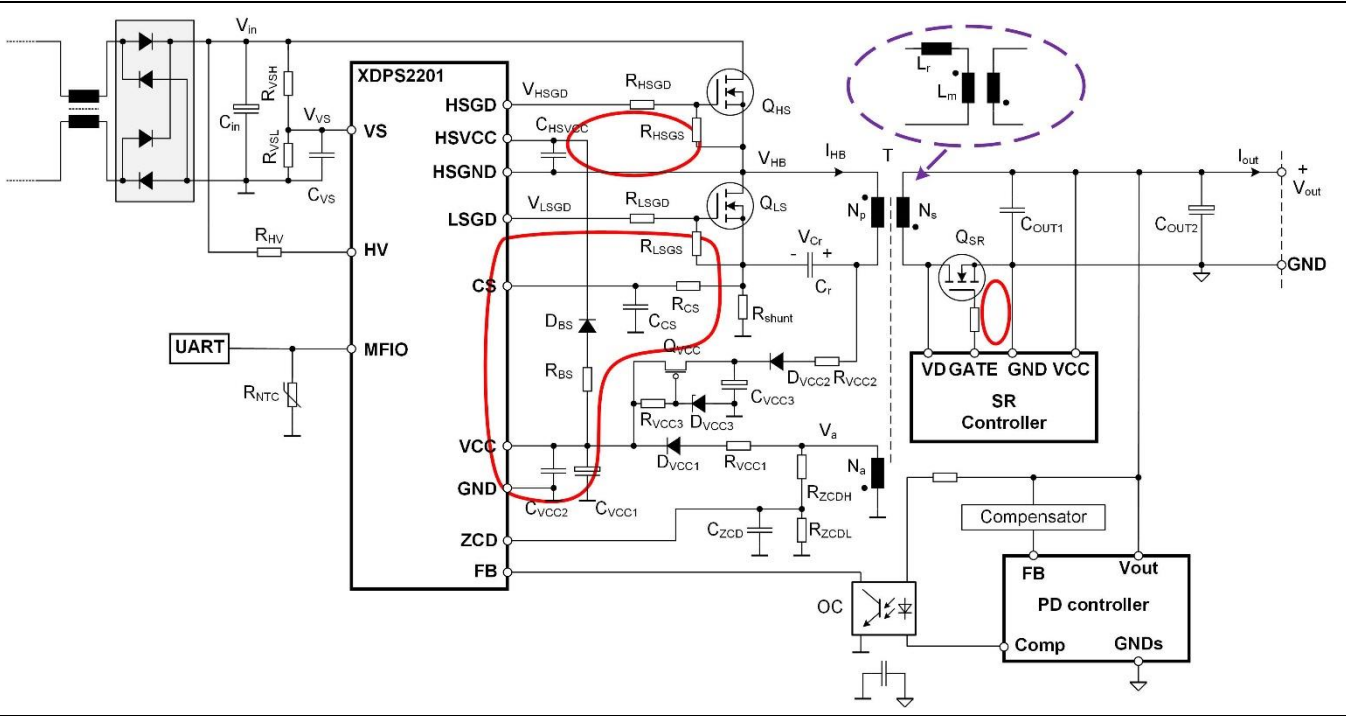 Vin
XDPS2201
RVSH
VHSGD
RHSGD
QHS
Lr
Lm
HSGD
Cin
VVS
VS
CHSVCC
RHSGS
HSVCC
RVSL
HSGND
VHB
IHB
T
Iout
+
Vout
CVS
VLSGD
RLSGD
QLS
LSGD
Np
Ns
COUT1
COUT2
RHV
HV
RLSGS
VCr
- +
Cr
QSR
GND
CS
RCS
CCS
Rshunt
DBS
UART
MFIO
QVCC
RBS
DVCC2
RVCC2
VD GATE GND VCC
SR
Controller
RNTC
CVCC3
RVCC3
DVCC3
VCC
Va
DVCC1
RVCC1
Na
GND
RZCDH
CVCC2
CVCC1
CZCD
RZCDL
ZCD
Compensator
FB
FB
Vout
OC
PD controller
Comp
GNDs